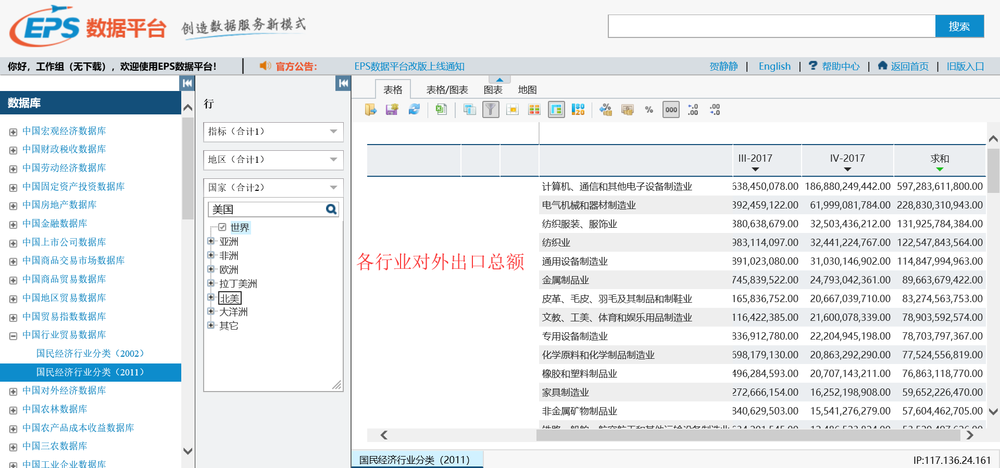 EPS 数据平台 创造数据服务新模式
搜索
你好，工作组（无下载），欢迎使用EPS数据平台！ 官方公告： EPS数据平台改版上线通知 贺静静 | English | 帮助中心 | 返回首页 | 旧版入口
数据库
中国宏观经济数据库
中国财政税收数据库
中国劳动经济数据库
中国固定资产投资数据库
中国房地产数据库
中国金融数据库
中国上市公司数据库
中国商品交易市场数据库
中国商品贸易数据库
中国地区贸易数据库
中国贸易指数数据库
中国行业贸易数据库
国民经济行业分类（2002）
国民经济行业分类（2011）
中国对外经济数据库
中国农林数据库
中国农产品成本收益数据库
中国三农数据库
中国工业企业数据库
行
指标（合计1）
地区（合计1）
国家（合计2）
美国
世界
亚洲
非洲
欧洲
拉丁美洲
北美
大洋洲
其它
表格 表格/图表 图表 地图
% 000 .0 .00 .00 .0
III-2017 IV-2017 求和
计算机、通信和其他电子设备制造业 638,450,078.00 186,880,249,442.00 597,283,611,800.00
电气机械和器材制造业 392,459,122.00 61,999,081,784.00 228,830,310,943.00
纺织服装、服饰业 380,638,679.00 32,503,436,212.00 131,925,784,384.00
纺织业 983,114,097.00 32,441,224,767.00 122,547,843,564.00
通用设备制造业 891,023,080.00 31,030,146,902.00 114,847,994,963.00
金属制品业 745,839,522.00 24,793,042,361.00 89,663,679,422.00
皮革、毛皮、羽毛及其制品和制鞋业 165,836,752.00 20,667,039,710.00 83,274,563,753.00
文教、工美、体育和娱乐用品制造业 116,422,385.00 21,600,078,339.00 78,903,592,574.00
专用设备制造业 836,912,780.00 22,204,945,198.00 78,703,797,367.00
化学原料和化学制品制造业 698,179,130.00 20,863,292,290.00 77,524,556,819.00
橡胶和塑料制品业 496,284,593.00 20,707,143,211.00 76,863,118,770.00
家具制造业 272,666,154.00 16,252,198,908.00 59,652,226,470.00
非金属矿物制品业 840,629,503.00 15,541,276,279.00 57,604,462,705.00
各行业对外出口总额
国民经济行业分类（2011）
IP:117.136.24.161